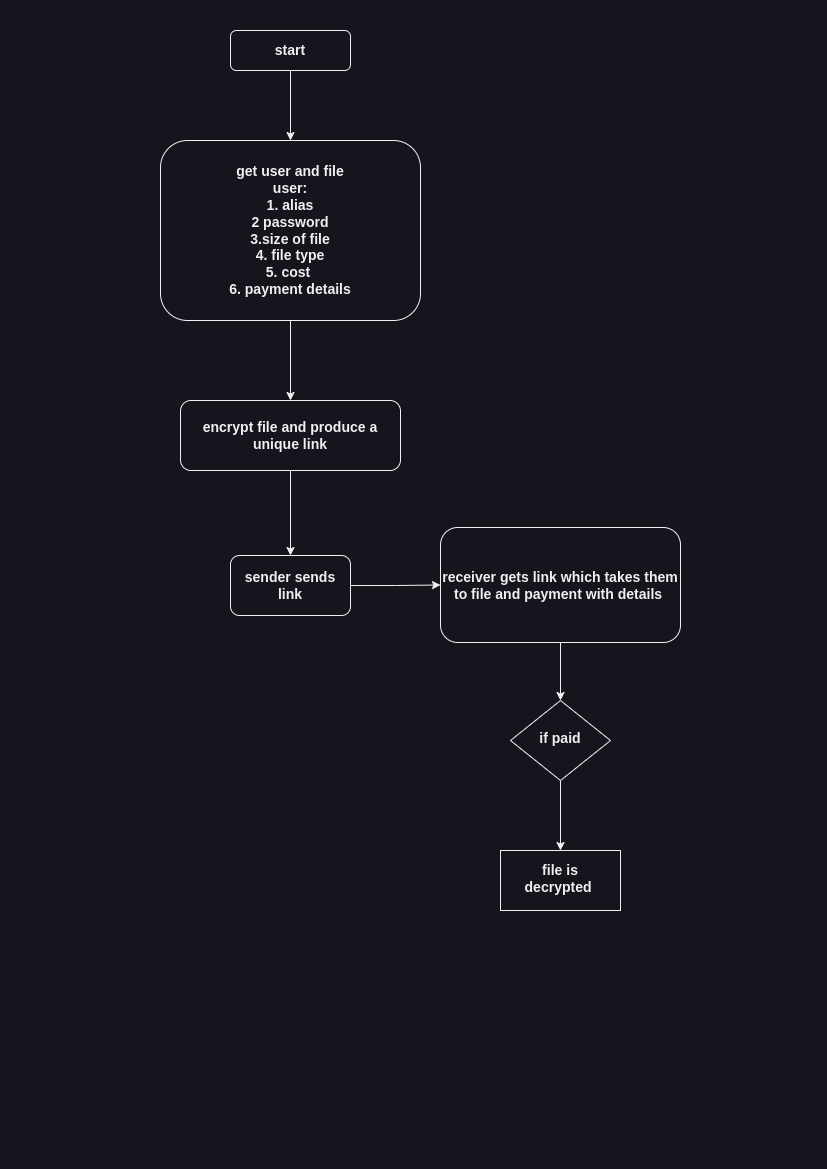 start
get user and file
user:
1. alias
2 password
3.size of file
4. file type
5. cost
6. payment details
encrypt file and produce a
unique link
sender sends
link
receiver gets link which takes them
to file and payment with details
if paid
file is
decrypted